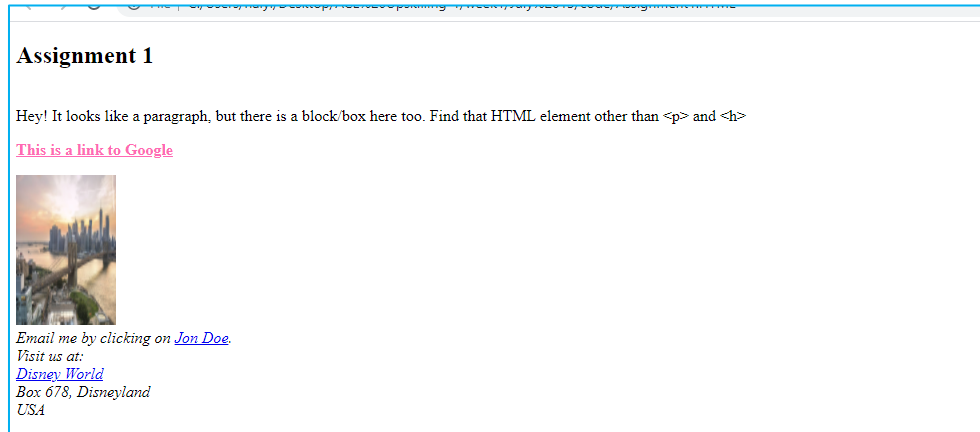 Assignment 1
Hey! It looks like a paragraph, but there is a block/box here too. Find that HTML element other than <p> and <h>
This is a link to Google
Email me by clicking on Jon Doe.
Visit us at:
Disney World
Box 678, Disneyland
USA